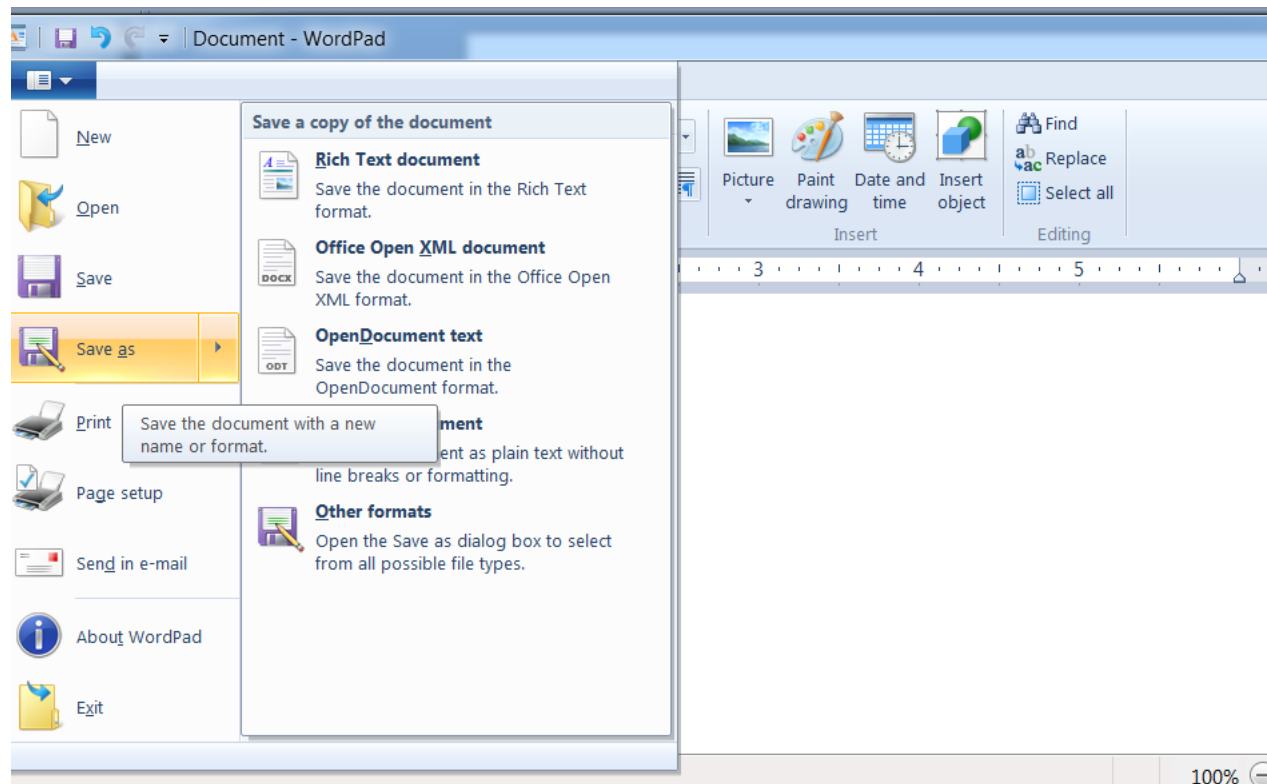 Document - WordPad
New
Open
Save
Save as
Print
Page setup
Send in e-mail
About WordPad
Exit
Save a copy of the document
Rich Text document
Save the document in the Rich Text
format.
Office Open XML document
DOCX
Save the document in the Office Open
XML format.
OpenDocument text
ODT
Save the document in the
OpenDocument format.
Save the document with a new
name or format.
ment
ent as plain text without
line breaks or formatting.
Other formats
Open the Save as dialog box to select
from all possible file types.
Picture
Paint
drawing
Date and
time
Insert
object
Insert
Find
Replace
Select all
Editing
3 4 5
100%